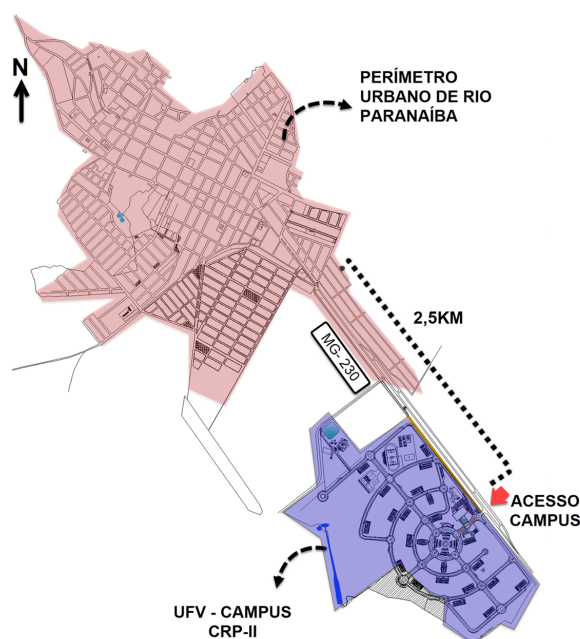 N
PERÍMETRO
URBANO DE RIO
PARANAÍBA
2,5KM
MG- 230
ACESSO
CAMPUS
UFV - CAMPUS
CRP-II